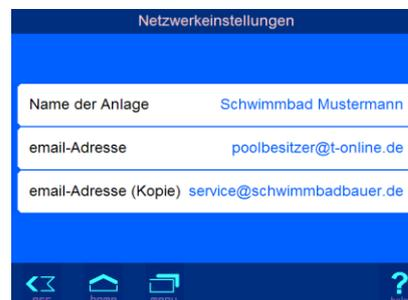 Netzwerkeinstellungen
Name der Anlage Schwimmbad Mustermann
email-Adresse poolbesitzer@t-online.de
email-Adresse (Kopie) service@schwimmbadbauer.de
?